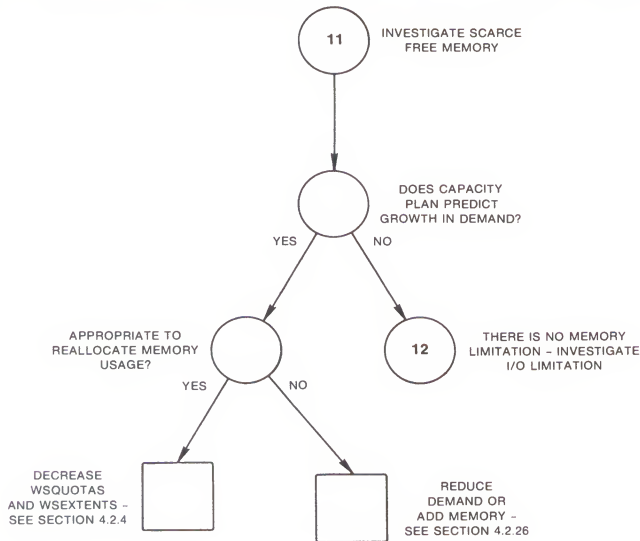 11
INVESTIGATE SCARCE
FREE MEMORY
DOES CAPACITY
PLAN PREDICT
GROWTH IN DEMAND?
YES
NO
APPROPRIATE TO
REALLOCATE MEMORY
USAGE?
12
THERE IS NO MEMORY
LIMITATION – INVESTIGATE
I/O LIMITATION
YES
NO
DECREASE
WSQUOTAS
AND WSEXTENTS –
SEE SECTION 4.2.4
REDUCE
DEMAND OR
ADD MEMORY –
SEE SECTION 4.2.26